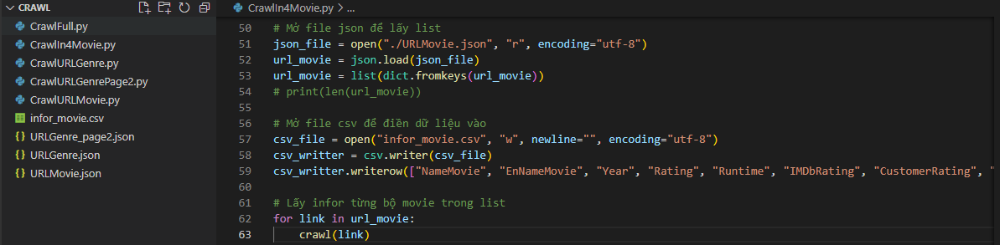 CRAWL
CrawlFull.py
CrawlIn4Movie.py
CrawlURLGenre.py
CrawlURLGenrePage2.py
CrawlURLMovie.py
infor_movie.csv
{} URLGenre_page2.json
{} URLGenre.json
{} URLMovie.json
CrawlIn4Movie.py > ...
50 # Mở file json để lấy list
51 json_file = open("./URLMovie.json", "r", encoding="utf-8")
52 url_movie = json.load(json_file)
53 url_movie = list(dict.fromkeys(url_movie))
54 # print(len(url_movie))
55
56 # Mở file csv để điền dữ liệu vào
57 csv_file = open("infor_movie.csv", "w", newline="", encoding="utf-8")
58 csv_writter = csv.writer(csv_file)
59 csv_writter.writerow(["NameMovie", "EnNameMovie", "Year", "Rating", "Runtime", "IMDbRating", "CustomerRating", "
60
61 # Lấy infor từng bộ movie trong list
62 for link in url_movie:
63 crawl(link)